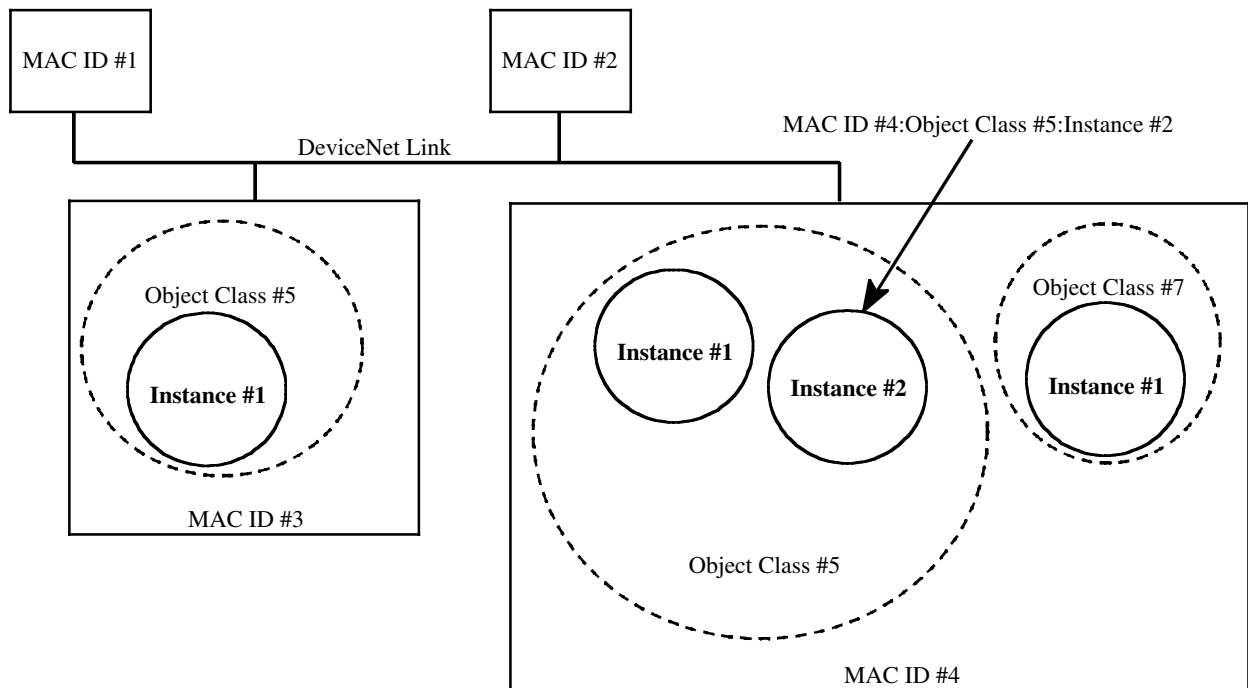 MAC ID #1
MAC ID #2
MAC ID #4:Object Class #5:Instance #2
DeviceNet Link
Object Class #5
Instance #1
MAC ID #3
Instance #1
Instance #2
Object Class #5
Object Class #7
Instance #1
MAC ID #4